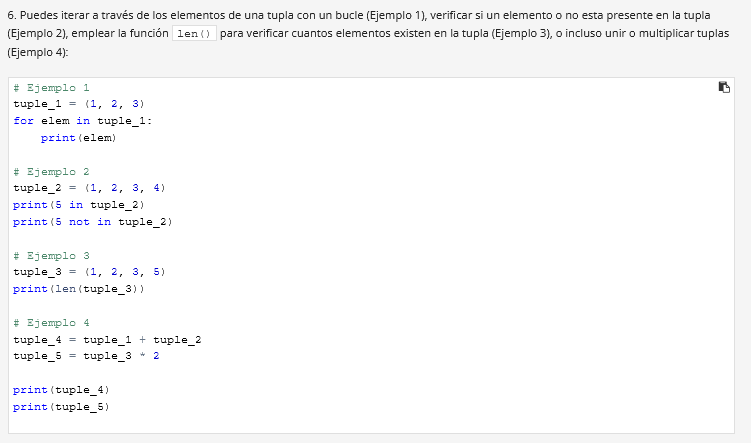 6. Puedes iterar a través de los elementos de una tupla con un bucle (Ejemplo 1), verificar si un elemento o no esta presente en la tupla
(Ejemplo 2), emplear la función len() para verificar cuantos elementos existen en la tupla (Ejemplo 3), o incluso unir o multiplicar tuplas
(Ejemplo 4):
# Ejemplo 1
tuple_1 = (1, 2, 3)
for elem in tuple_1:
    print(elem)
# Ejemplo 2
tuple_2 = (1, 2, 3, 4)
print(5 in tuple_2)
print(5 not in tuple_2)
# Ejemplo 3
tuple_3 = (1, 2, 3, 5)
print(len(tuple_3))
# Ejemplo 4
tuple_4 = tuple_1 + tuple_2
tuple_5 = tuple_3 * 2
print(tuple_4)
print(tuple_5)